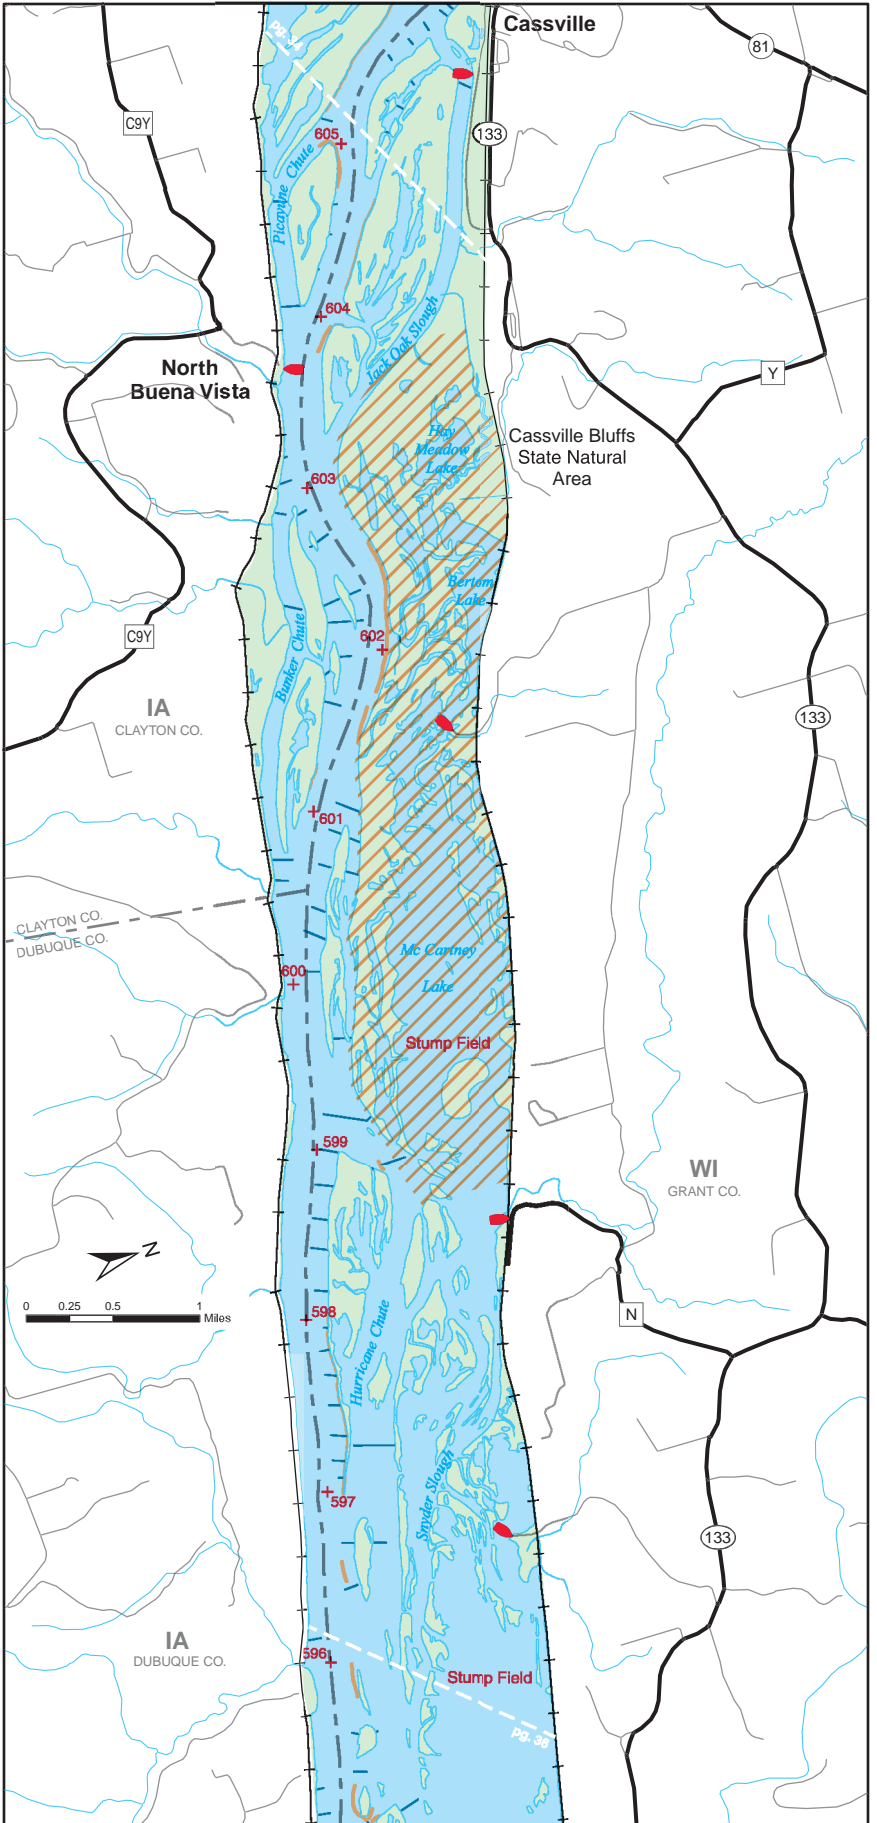 Cassville
81
pg. 34
C9Y
605
133
Picayune Chute
604
Jack Oak Slough
North
Buena Vista
Y
Hay
Meadow
Lake
Cassville Bluffs
State Natural
Area
603
Bertom
Lake
602
C9Y
Bunker Chute
IA
CLAYTON CO.
133
601
CLAYTON CO.
DUBUQUE CO.
Mc Cartney
Lake
600
Stump Field
599
WI
GRANT CO.
N
0 0.25 0.5 1
Miles
598
N
Hurricane Chute
Snyder Slough
597
133
IA
DUBUQUE CO.
596
Stump Field
pg. 36